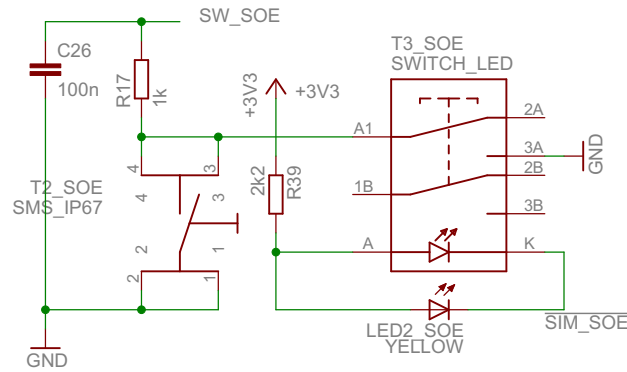 SW_SOE
C26
100n
R17
1k
+3V3
+3V3
T3_SOE
SWITCH_LED
A1
2A
3A
GND
2B
1B
3B
A
K
2k2
R39
4
3
4
3
T2_SOE
SMS_IP67
2
1
2
1
LED2_SOE
YELLOW
SIM_SOE
GND